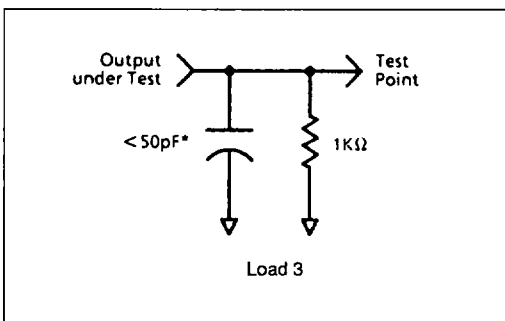 Output
under Test
Test
Point
<50pF*
1KΩ
Load 3